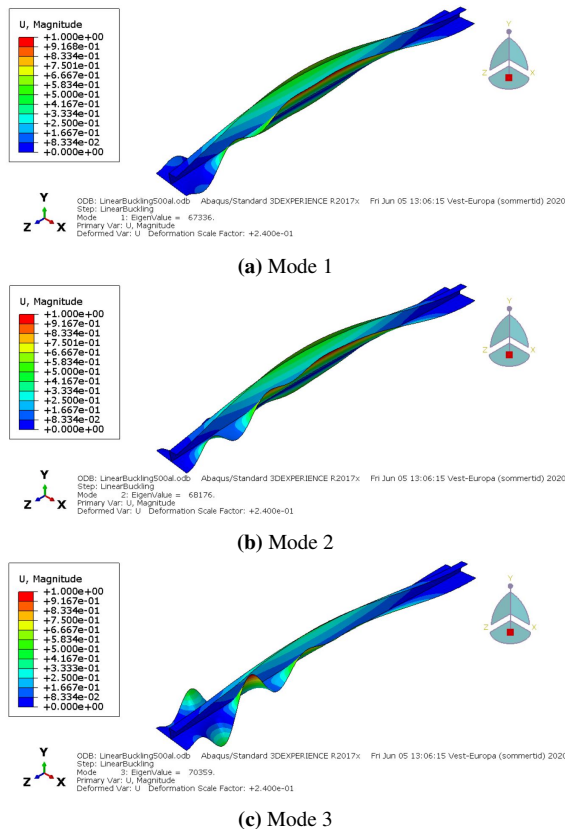 U, Magnitude
+1.000e+00
+9.168e-01
+8.334e-01
+7.501e-01
+6.667e-01
+5.834e-01
+5.000e-01
+4.167e-01
+3.334e-01
+2.500e-01
+1.667e-01
+8.334e-02
+0.000e+00
Y
Z
X
Y
Z X
ODB: LinearBuckling500al.odb Abaqus/Standard 3DEXPERIENCE R2017x Fri Jun 05 13:06:15 Vest-Europa (sommertid) 2020
Step: LinearBuckling
Mode 1: EigenValue = 67336.
Primary Var: U, Magnitude
Deformed Var: U Deformation Scale Factor: +2.400e-01
(a) Mode 1
U, Magnitude
+1.000e+00
+9.167e-01
+8.334e-01
+7.501e-01
+6.667e-01
+5.834e-01
+5.000e-01
+4.167e-01
+3.334e-01
+2.500e-01
+1.667e-01
+8.334e-02
+0.000e+00
Y
Z
X
Y
Z X
ODB: LinearBuckling500al.odb Abaqus/Standard 3DEXPERIENCE R2017x Fri Jun 05 13:06:15 Vest-Europa (sommertid) 2020
Step: LinearBuckling
Mode 2: EigenValue = 68176.
Primary Var: U, Magnitude
Deformed Var: U Deformation Scale Factor: +2.400e-01
(b) Mode 2
U, Magnitude
+1.000e+00
+9.167e-01
+8.334e-01
+7.500e-01
+6.667e-01
+5.834e-01
+5.000e-01
+4.167e-01
+3.333e-01
+2.500e-01
+1.667e-01
+8.334e-02
+0.000e+00
Y
Z
X
Y
Z X
ODB: LinearBuckling500al.odb Abaqus/Standard 3DEXPERIENCE R2017x Fri Jun 05 13:06:15 Vest-Europa (sommertid) 2020
Step: LinearBuckling
Mode 3: EigenValue = 70359.
Primary Var: U, Magnitude
Deformed Var: U Deformation Scale Factor: +2.400e-01
(c) Mode 3